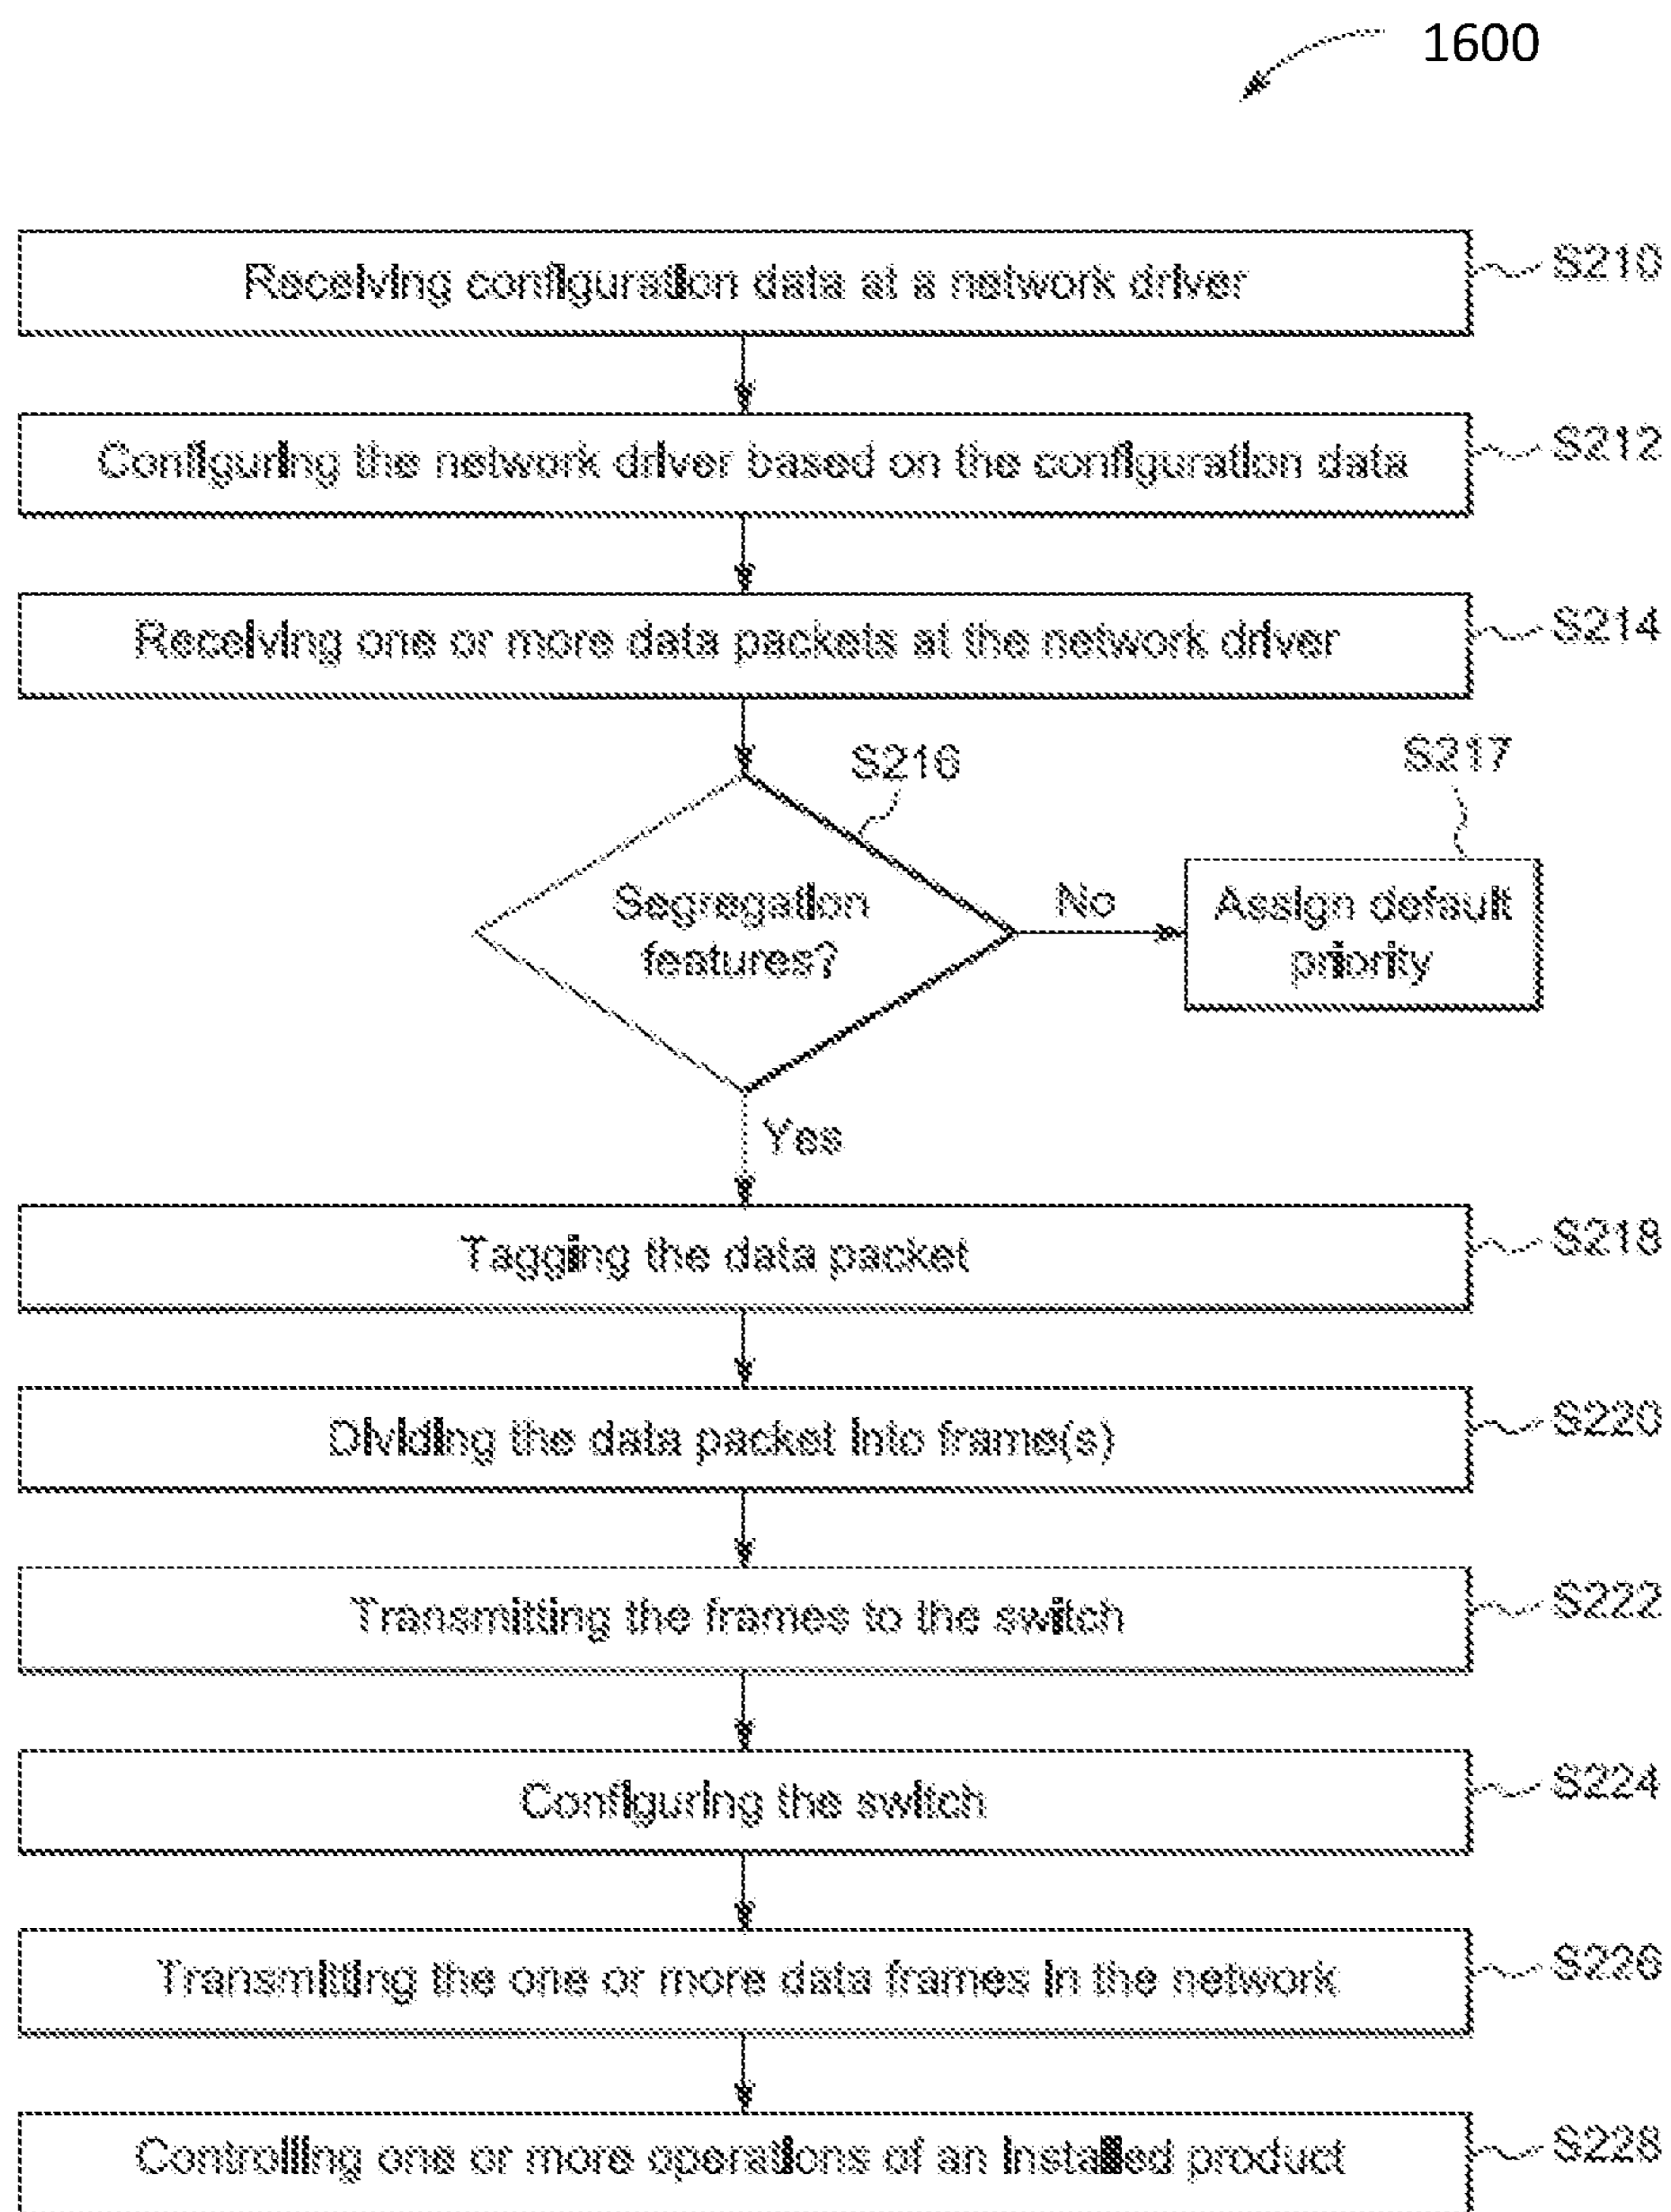 1600
Receiving configuration data at a network driver
S210
Configuring the network driver based on the configuration data
S212
Receiving one or more data packets at the network driver
S214
S216
S217
Segregation
features?
No
Assign default
priority
Yes
Tagging the data packet
S218
Dividing the data packet into frame(s)
S220
Transmitting the frames to the switch
S222
Configuring the switch
S224
Transmitting the one or more data frames in the network
S226
Controlling one or more operations of an installed product
S228